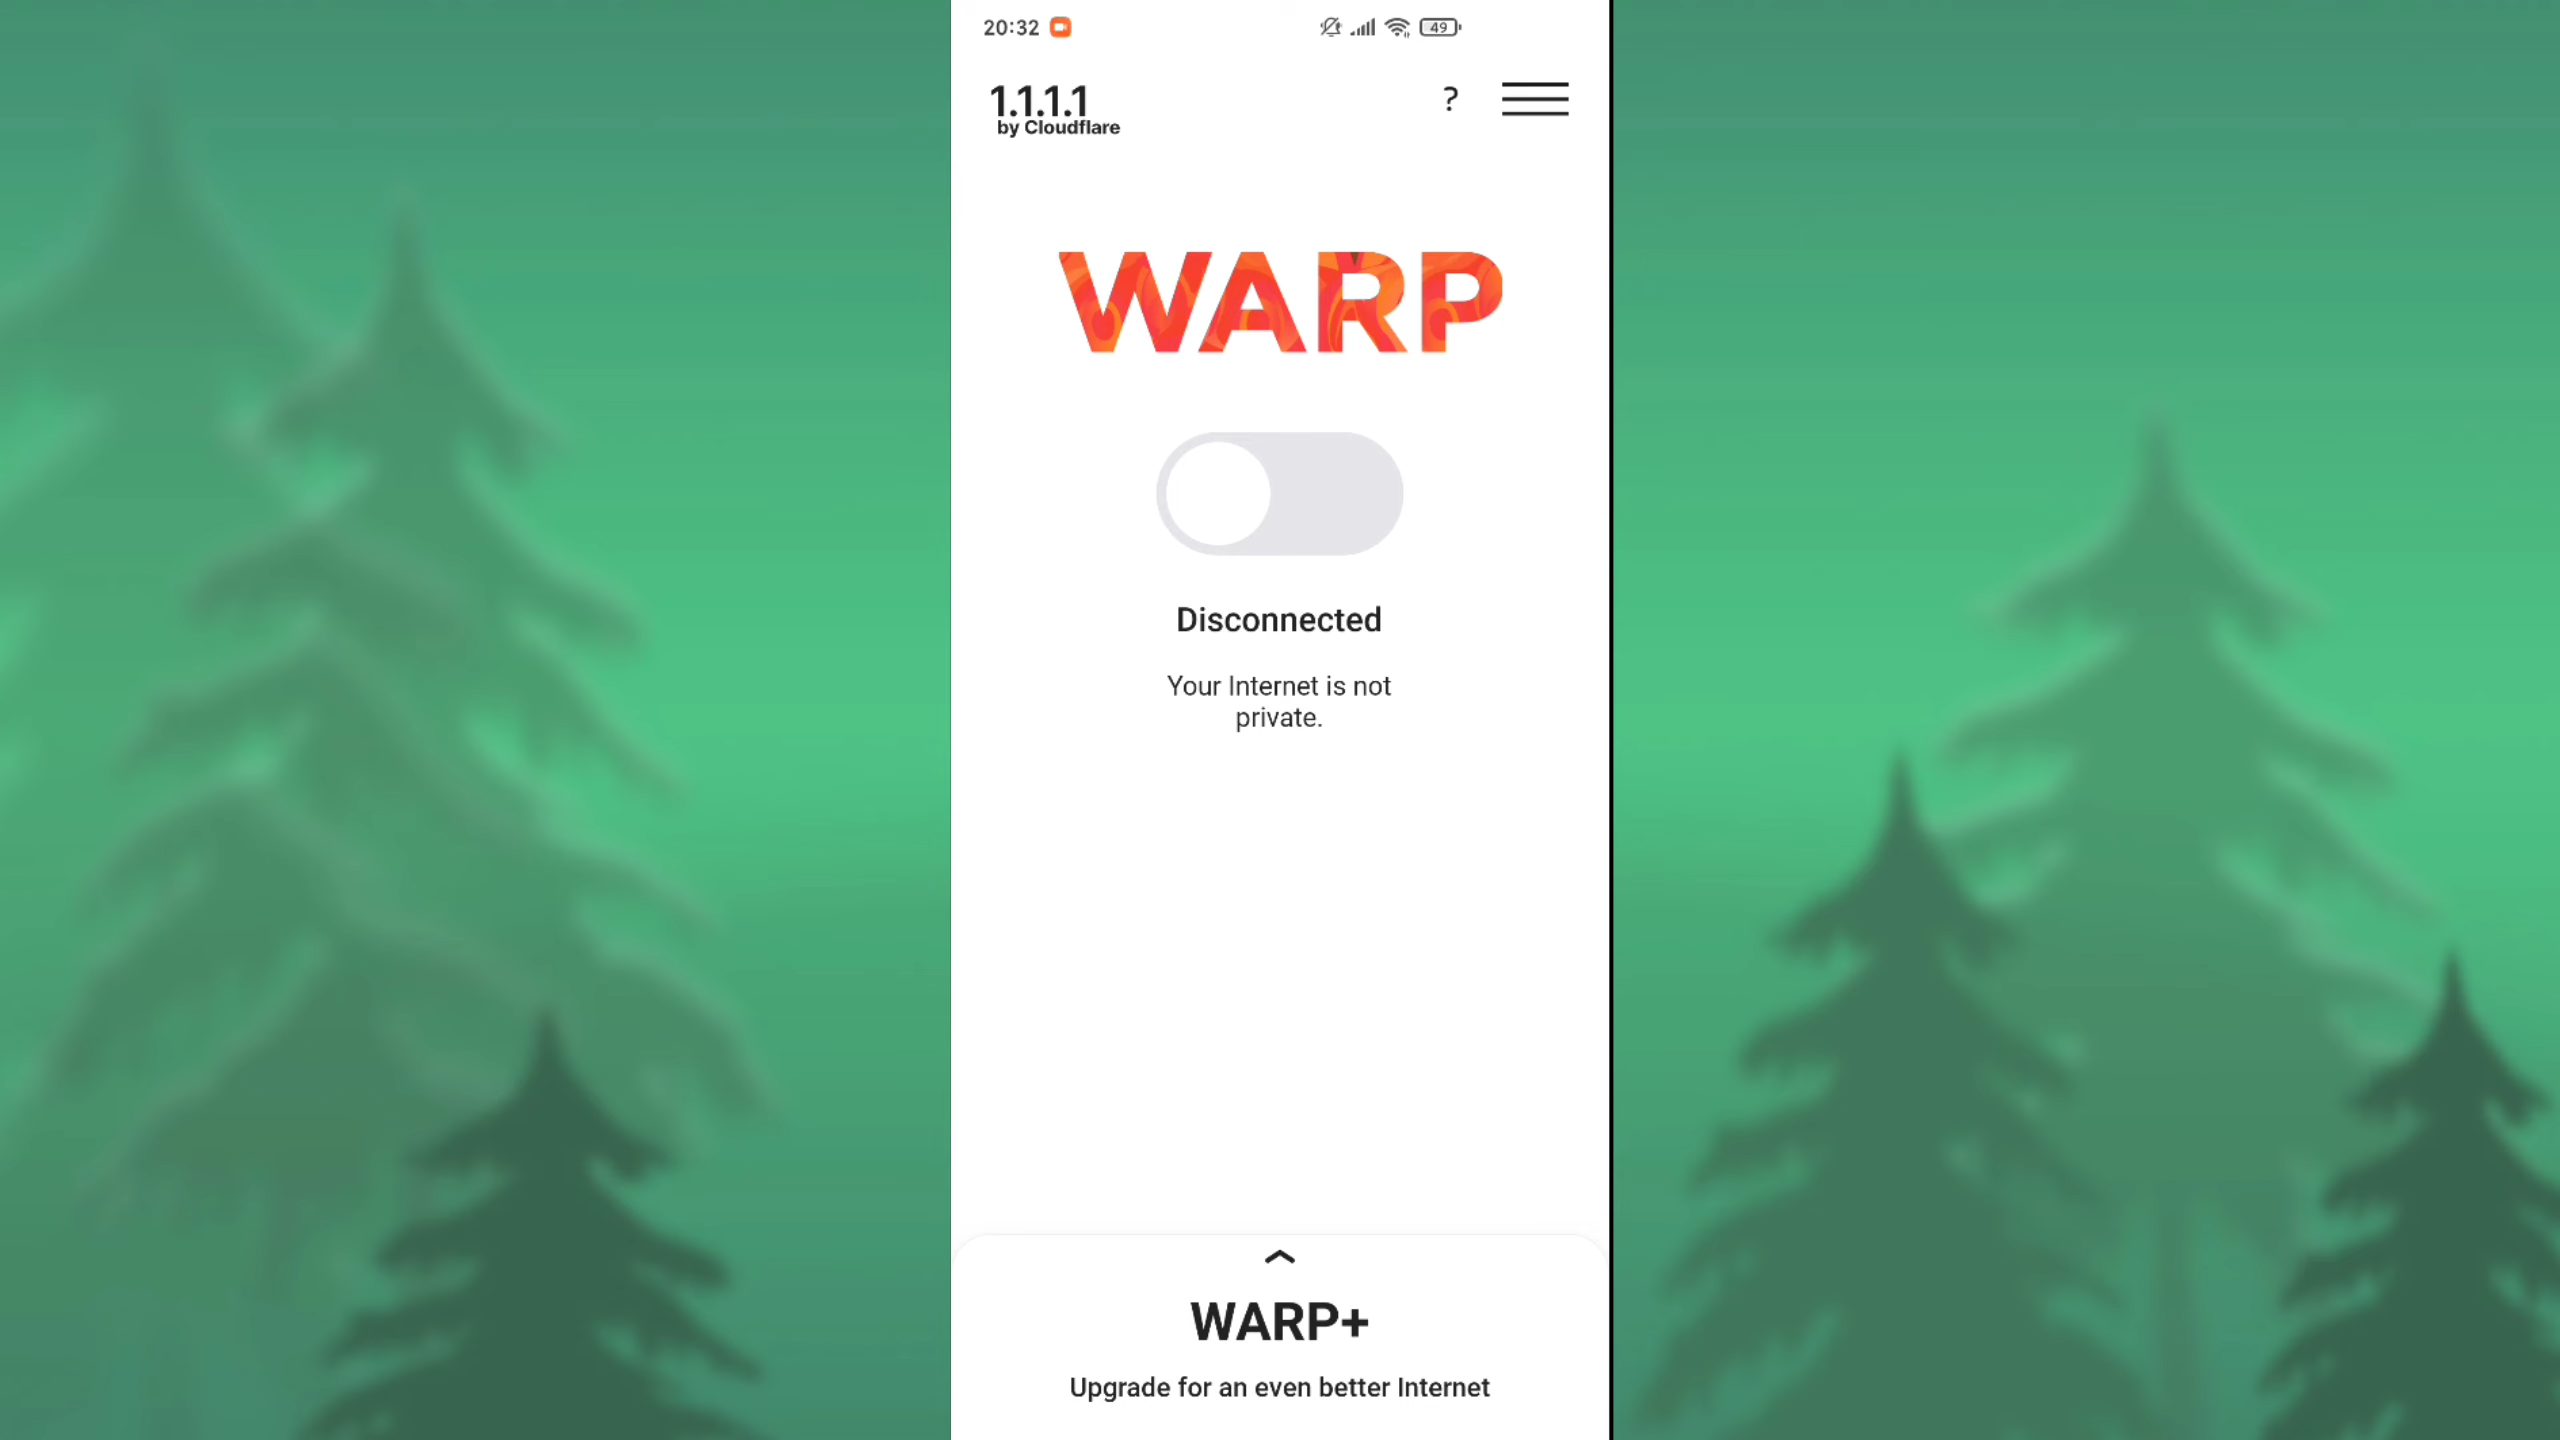 20:32
49
1.1.1.1
by Cloudflare
?
WARP
Disconnected
Your Internet is not
private.
WARP+
Upgrade for an even better Internet